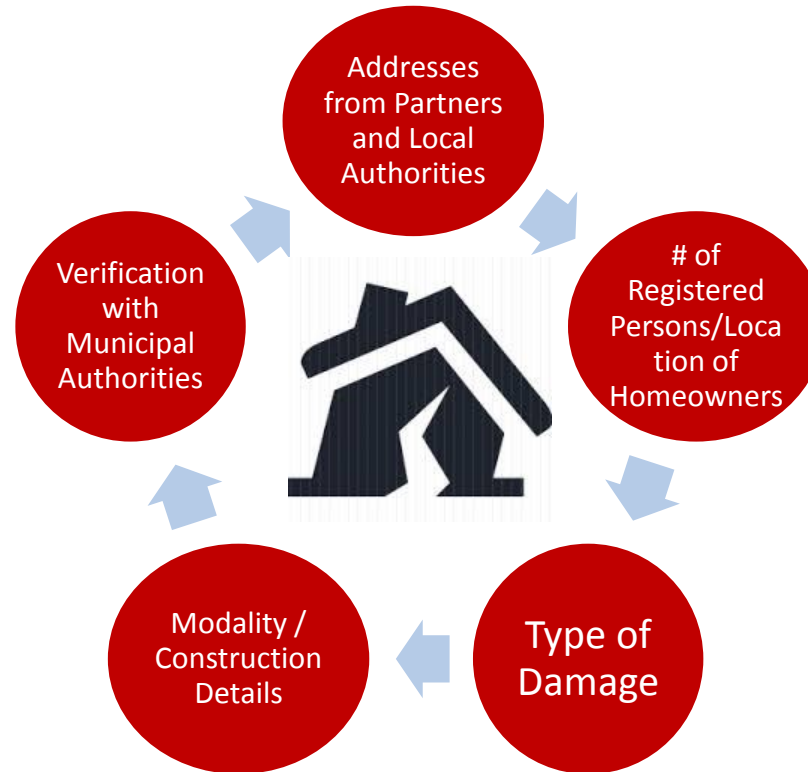 Addresses
from Partners
and Local
Authorities
# of
Registered
Persons/Loca
tion of
Homeowners
Type of
Damage
Modality /
Construction
Details
Verification
with
Municipal
Authorities